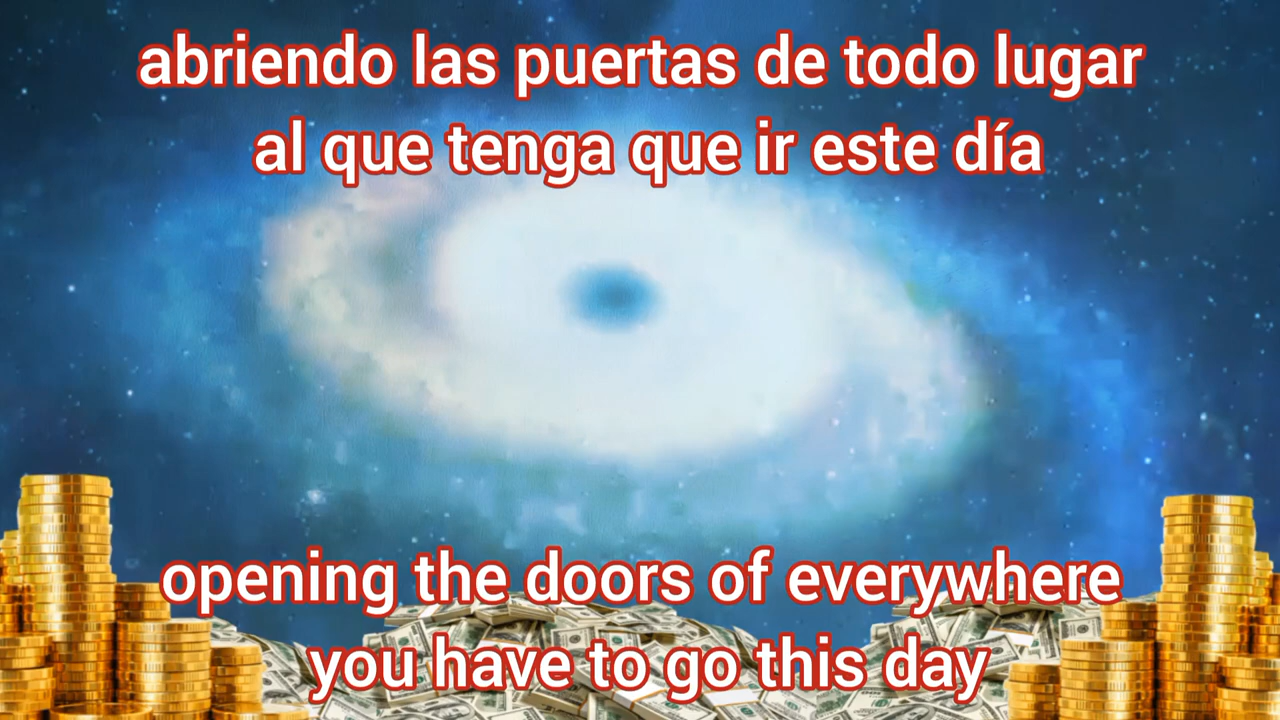 abriendo las puertas de todo lugar
al que tenga que ir este día
opening the doors of everywhere
you have to go this day